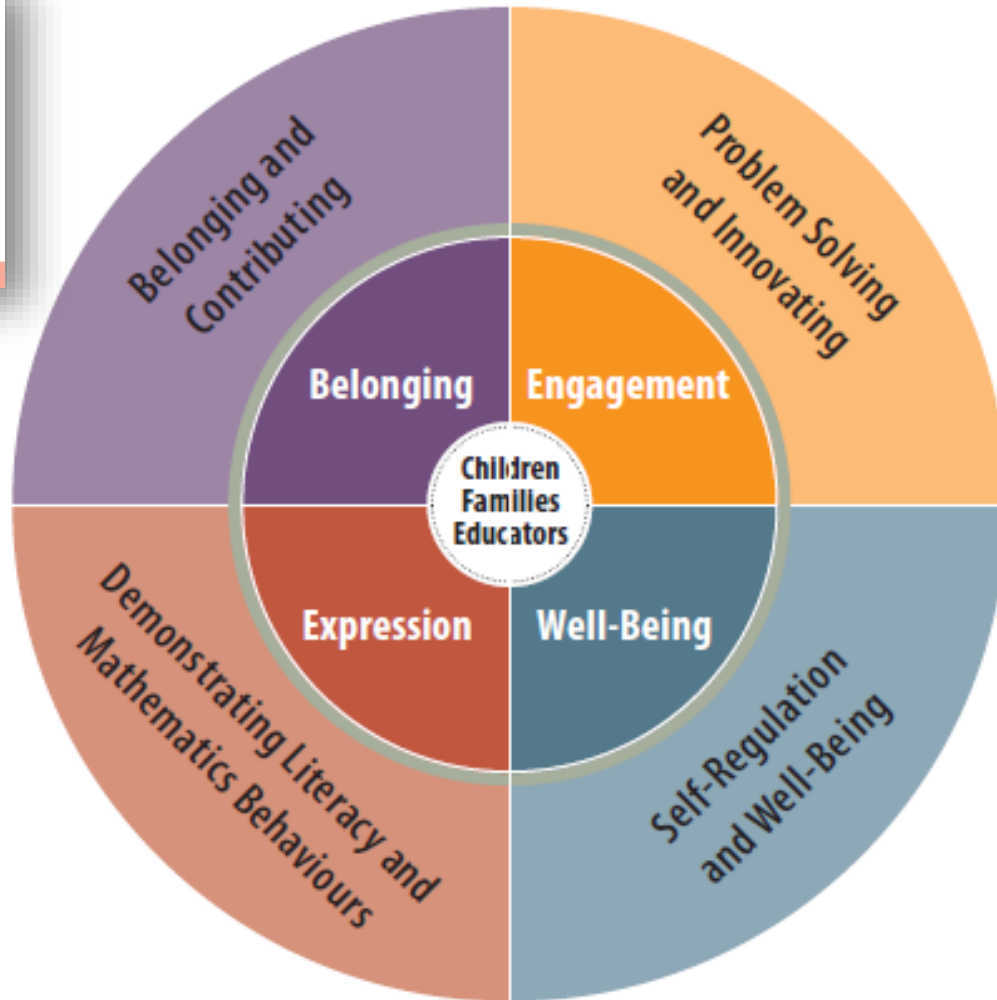 Belonging and
Contributing
Problem Solving
and Innovating
Belonging
Engagement
Children
Families
Educators
Expression
Well-Being
Demonstrating Literacy and
Mathematics Behaviours
Self-Regulation
and Well-Being